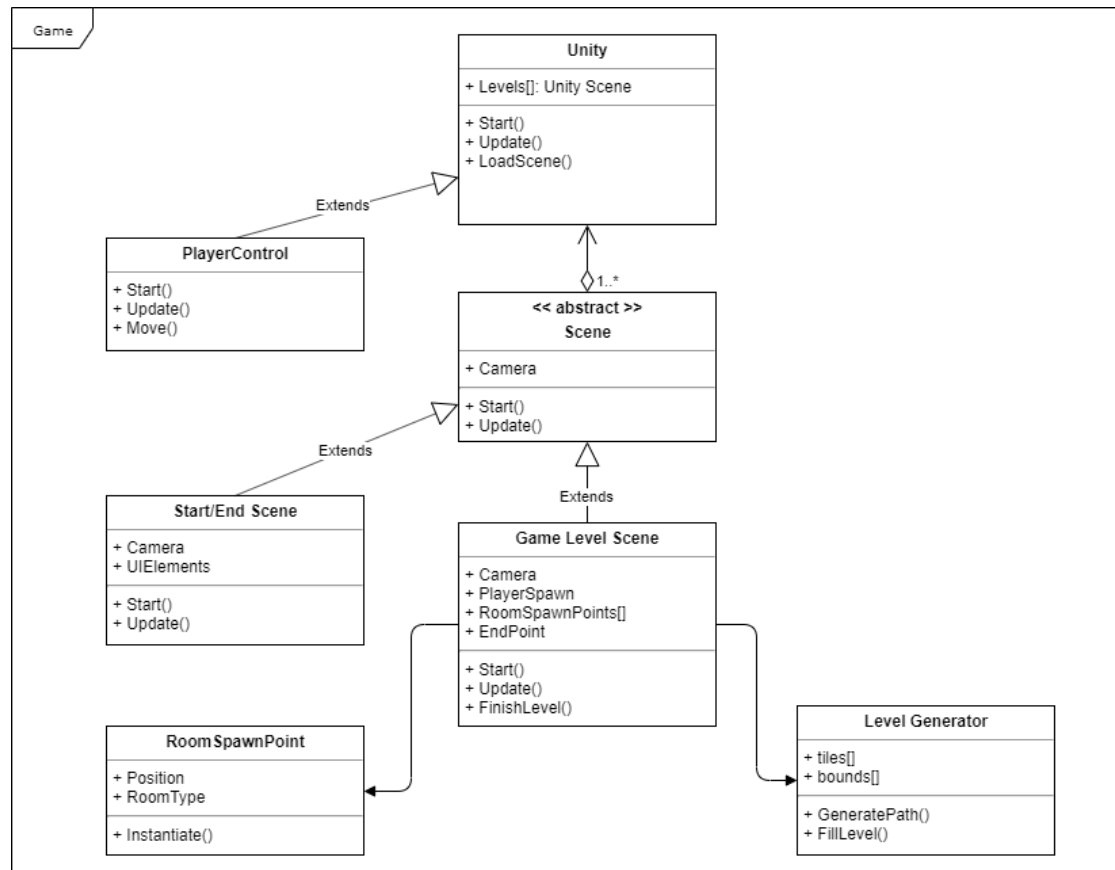 Game
Unity
+ Levels[]: Unity Scene
+ Start()
+ Update()
+ LoadScene()
Extends
PlayerControl
+ Start()
+ Update()
+ Move()
1..*
<< abstract >>
Scene
+ Camera
+ Start()
+ Update()
Extends
Extends
Start/End Scene
+ Camera
+ UIElements
+ Start()
+ Update()
Game Level Scene
+ Camera
+ PlayerSpawn
+ RoomSpawnPoints[]
+ EndPoint
+ Start()
+ Update()
+ FinishLevel()
RoomSpawnPoint
+ Position
+ RoomType
+ Instantiate()
Level Generator
+ tiles[]
+ bounds[]
+ GeneratePath()
+ FillLevel()